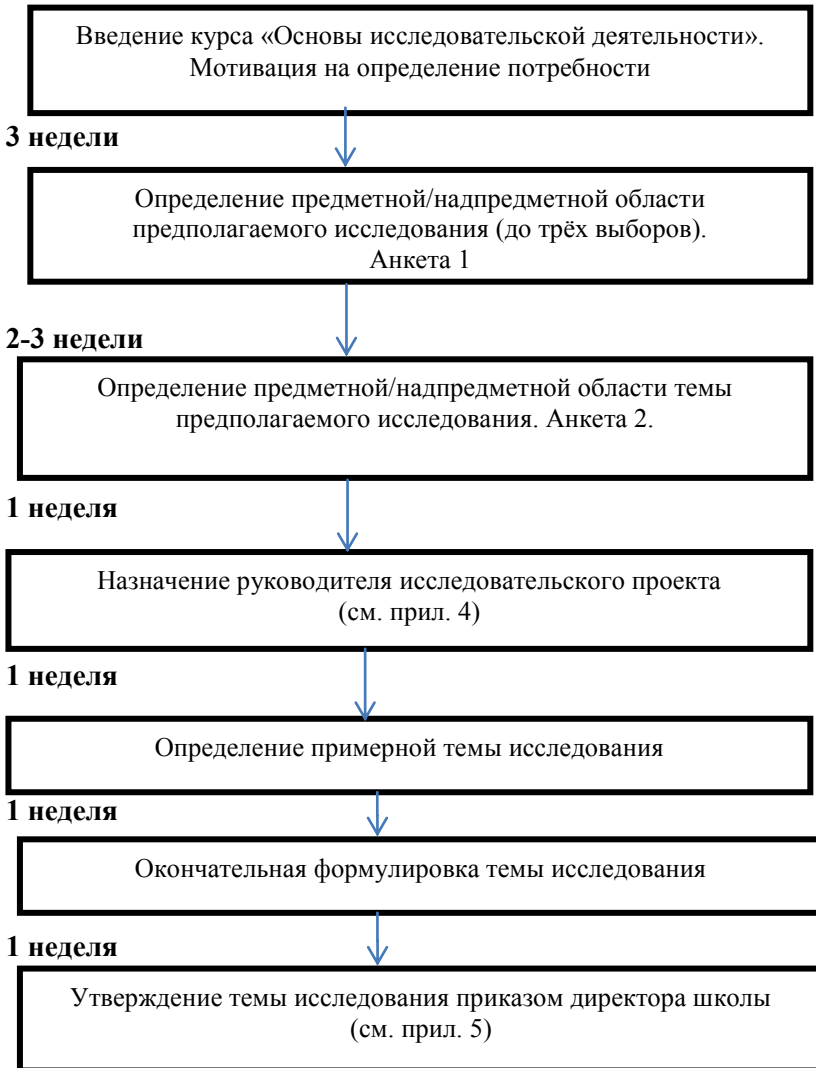 Введение курса «Основы исследовательской деятельности».
Мотивация на определение потребности
3 недели
Определение предметной/надпредметной области
предполагаемого исследования (до трёх выборов).
Анкета 1
2-3 недели
Определение предметной/надпредметной области темы
предполагаемого исследования. Анкета 2.
1 неделя
Назначение руководителя исследовательского проекта
(см. прил. 4)
1 неделя
Определение примерной темы исследования
1 неделя
Окончательная формулировка темы исследования
1 неделя
Утверждение темы исследования приказом директора школы
(см. прил. 5)